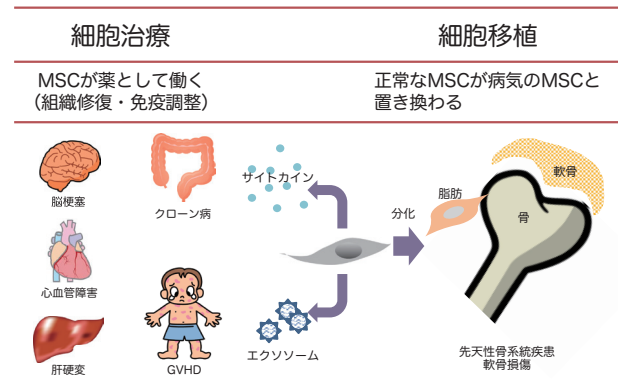 細胞治療
細胞移植
MSCが薬として働く
（組織修復・免疫調整）
正常なMSCが病気のMSCと
置き換わる
脳梗塞
クローン病
サイトカイン
心血管障害
肝硬変
GVHD
エクソソーム
分化
脂肪
骨
軟骨
先天性骨系統疾患
軟骨損傷